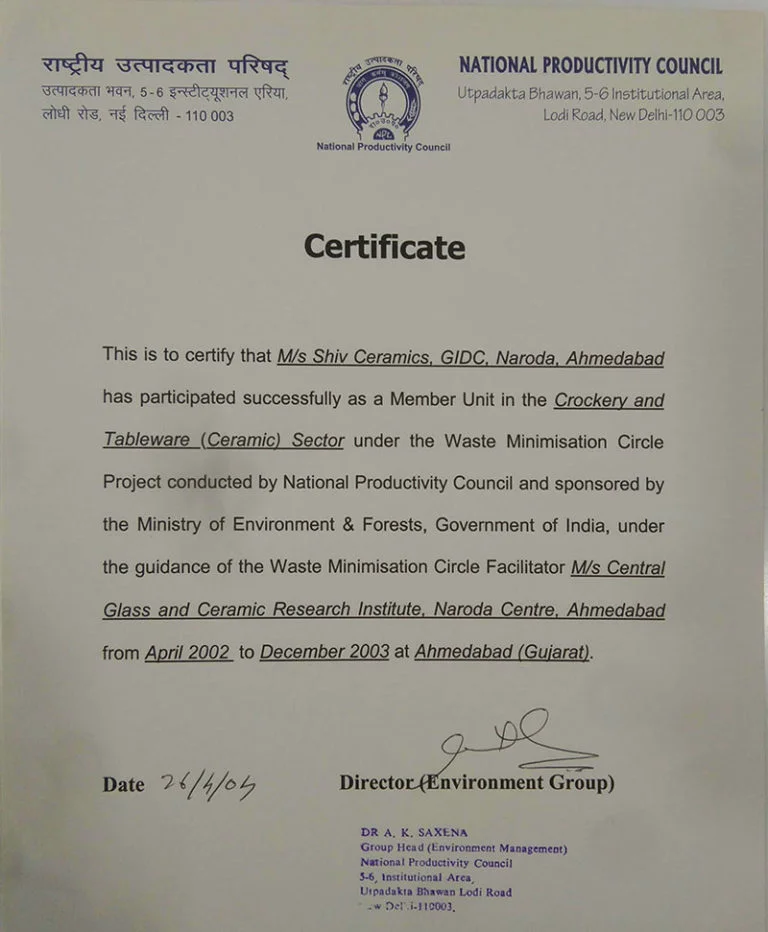 राष्ट्रीय उत्पादकता परिषद्
उत्पादकता भवन, 5-6 इन्स्टीट्यूशनल एरिया,
लोधी रोड, नई दिल्ली - 110 003
राष्ट्रीय उत्पादकता परिषद्
NPC
National Productivity Council
NATIONAL PRODUCTIVITY COUNCIL
Utpadakta Bhawan, 5-6 Institutional Area,
Lodi Road, New Delhi-110 003
Certificate
This is to certify that M/s Shiv Ceramics, GIDC, Naroda, Ahmedabad
has participated successfully as a Member Unit in the Crockery and
Tableware (Ceramic) Sector under the Waste Minimisation Circle
Project conducted by National Productivity Council and sponsored by
the Ministry of Environment & Forests, Government of India, under
the guidance of the Waste Minimisation Circle Facilitator M/s Central
Glass and Ceramic Research Institute, Naroda Centre, Ahmedabad
from April 2002 to December 2003 at Ahmedabad (Gujarat).
Date 26/4/04
Director (Environment Group)
DR A. K. SAXENA
Group Head (Environment Management)
National Productivity Council
5-6, Institutional Area,
Utpadakta Bhawan Lodi Road
-110003.